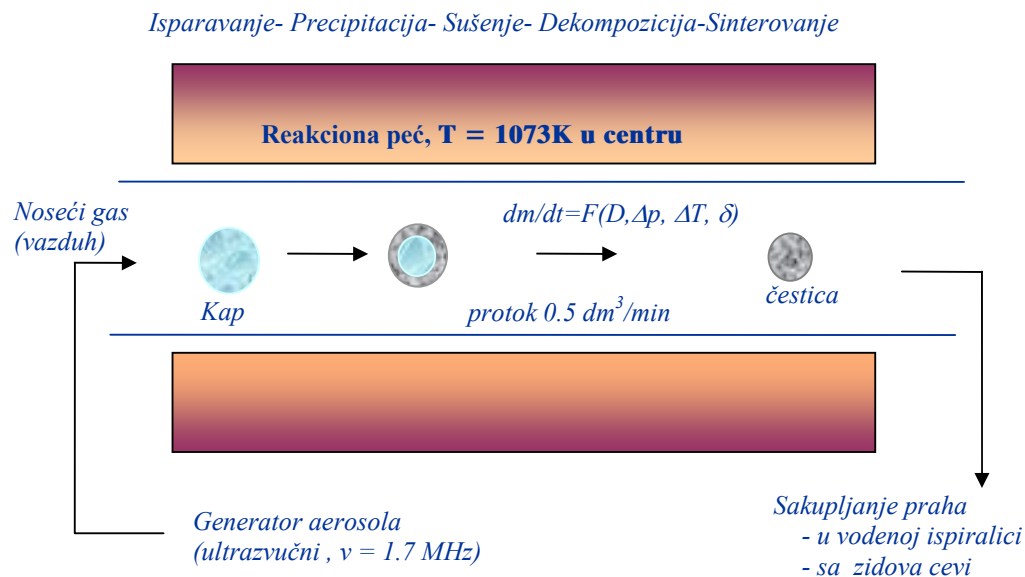 Isparavanje- Precipitacija- Sušenje- Dekompozicija-Sinterovanje
Reakciona peć, T = 1073K u centru
Noseći gas
(vazduh)
dm/dt=F(D,Δp, ΔT, δ)
Kap
čestica
protok 0.5 dm³/min
Generator aerosola
(ultrazvučni , ν = 1.7 MHz)
Sakupljanje praha
- u vodenoj ispiralici
- sa zidova cevi